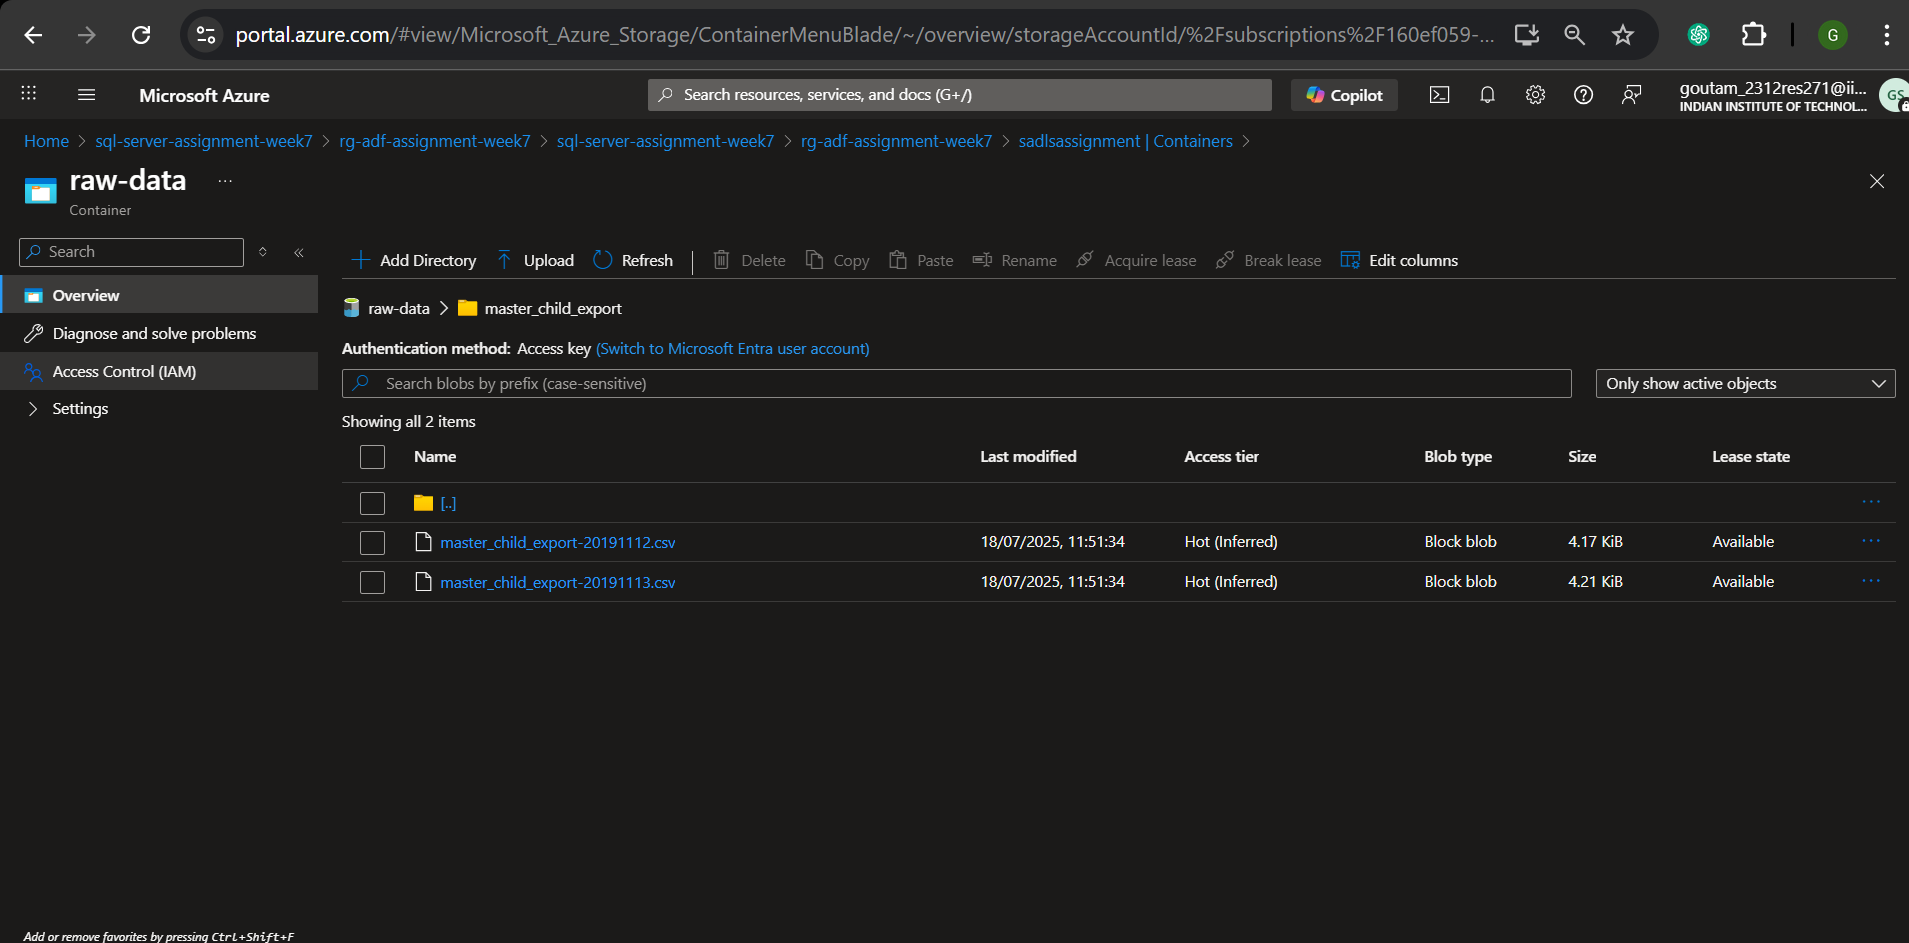 portal.azure.com/#view/Microsoft_Azure_Storage/ContainerMenuBlade/~/overview/storageAccountId/%2Fsubscriptions%2F160ef059-...
G
Microsoft Azure
Search resources, services, and docs (G+/)
Copilot
goutam_2312res271@ii...
INDIAN INSTITUTE OF TECHNOL...
GS
Home > sql-server-assignment-week7 > rg-adf-assignment-week7 > sql-server-assignment-week7 > rg-adf-assignment-week7 > sadlsassignment | Containers >
raw-data ...
Container
Search
Add Directory Upload Refresh Delete Copy Paste Rename Acquire lease Break lease Edit columns
Overview
Diagnose and solve problems
Access Control (IAM)
Settings
raw-data > master_child_export
Authentication method: Access key (Switch to Microsoft Entra user account)
Search blobs by prefix (case-sensitive)
Only show active objects
Showing all 2 items
Name Last modified Access tier Blob type Size Lease state
[..]
master_child_export-20191112.csv 18/07/2025, 11:51:34 Hot (Inferred) Block blob 4.17 KiB Available
master_child_export-20191113.csv 18/07/2025, 11:51:34 Hot (Inferred) Block blob 4.21 KiB Available
Add or remove favorites by pressing Ctrl+Shift+F